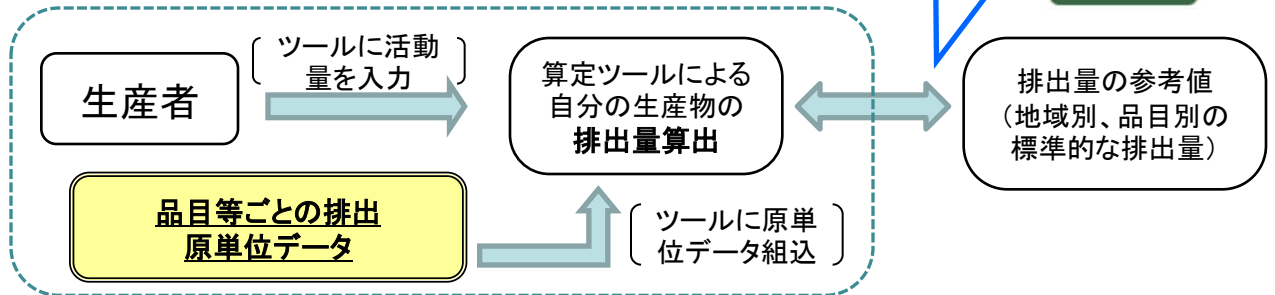 ツールに活動
量を入力
生産者
算定ツールによる
自分の生産物の
排出量算出
排出量の参考値
（地域別、品目別の
標準的な排出量）
品目等ごとの排出
原単位データ
ツールに原単
位データ組込